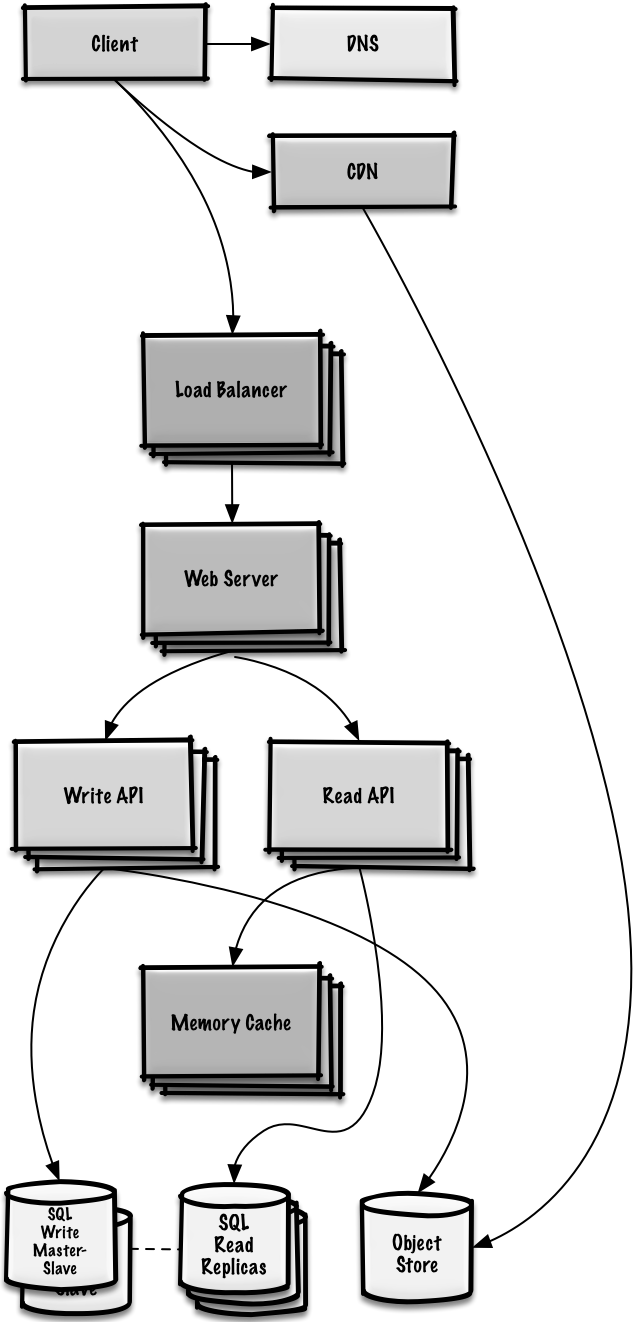 Client
DNS
CDN
Load Balancer
Web Server
Write API
Read API
Memory Cache
SQL
Write
Master-
Slave
Slave
SQL
Read
Replicas
Object
Store